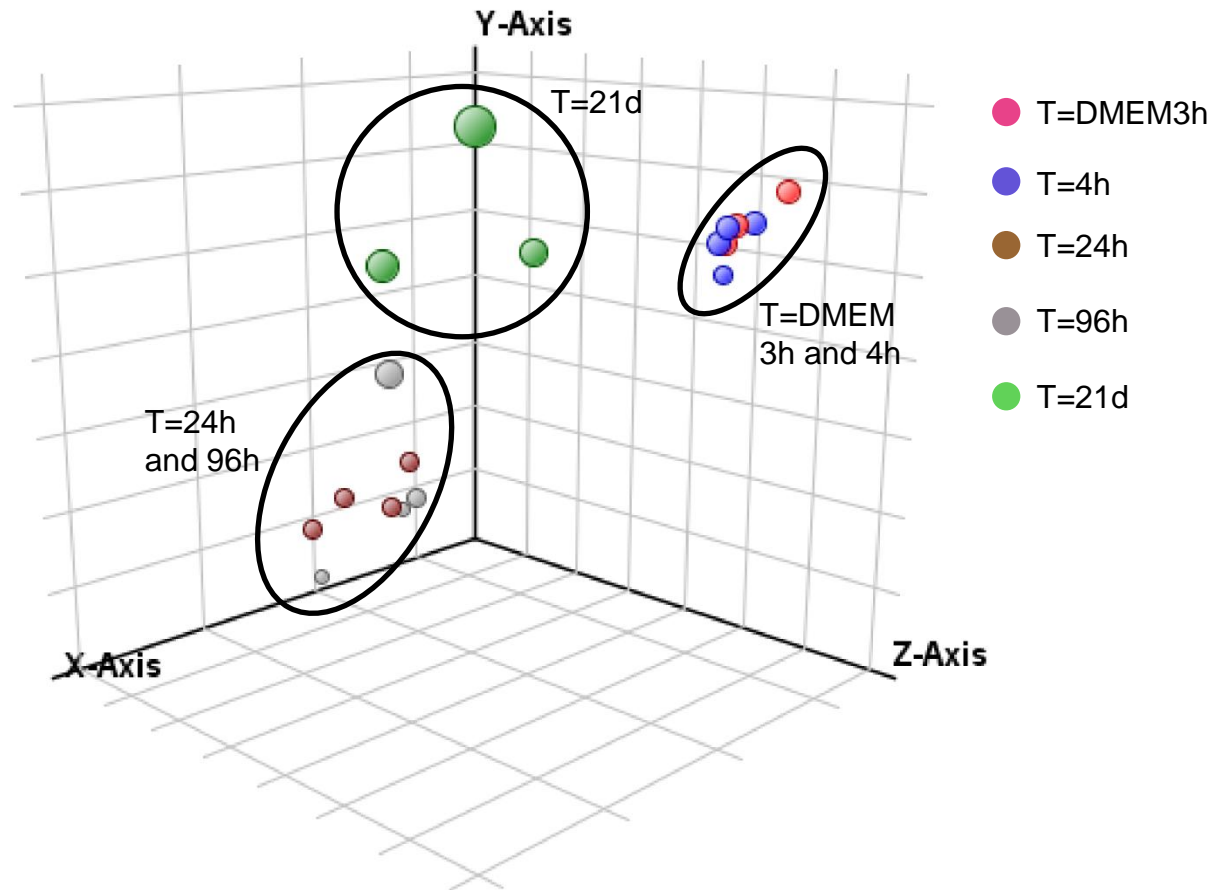 Y-Axis
T=21d
T=DMEM3h
T=4h
T=24h
T=96h
T=21d
T=DMEM
3h and 4h
T=24h
and 96h
X-Axis
Z-Axis